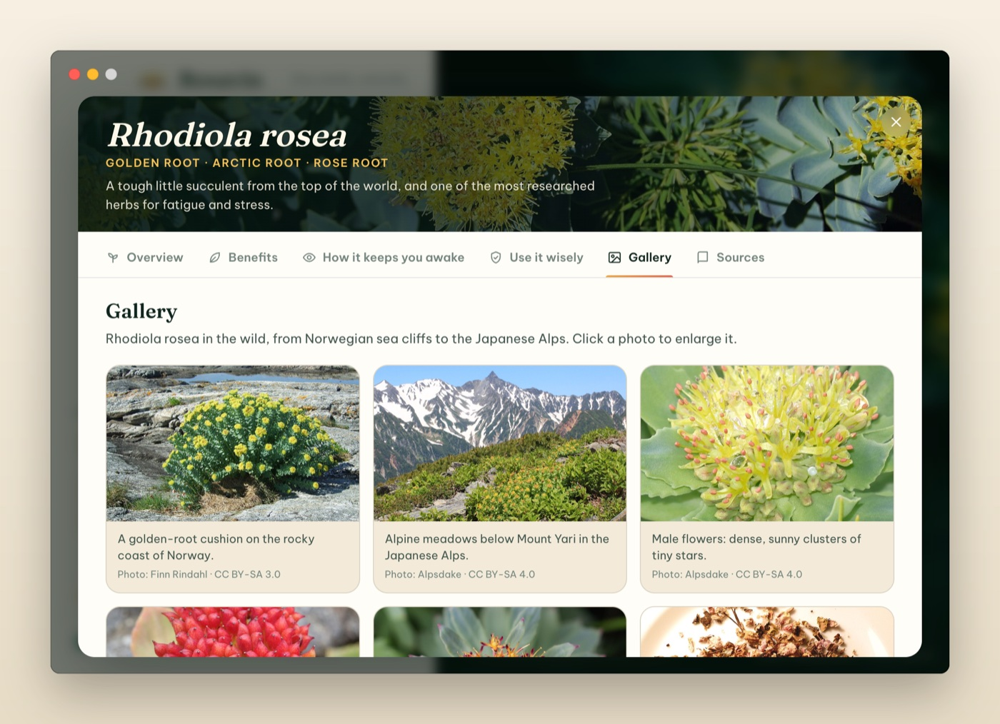 Rhodiola rosea
GOLDEN ROOT · ARCTIC ROOT · ROSE ROOT
A tough little succulent from the top of the world, and one of the most researched
herbs for fatigue and stress.
Overview
Benefits
How it keeps you awake
Use it wisely
Gallery
Sources
Gallery
Rhodiola rosea in the wild, from Norwegian sea cliffs to the Japanese Alps. Click a photo to enlarge it.
A golden-root cushion on the rocky
coast of Norway.
Photo: Finn Rindahl · CC BY-SA 3.0
Alpine meadows below Mount Yari in the
Japanese Alps.
Photo: Alpsdake · CC BY-SA 4.0
Male flowers: dense, sunny clusters of
tiny stars.
Photo: Alpsdake · CC BY-SA 4.0